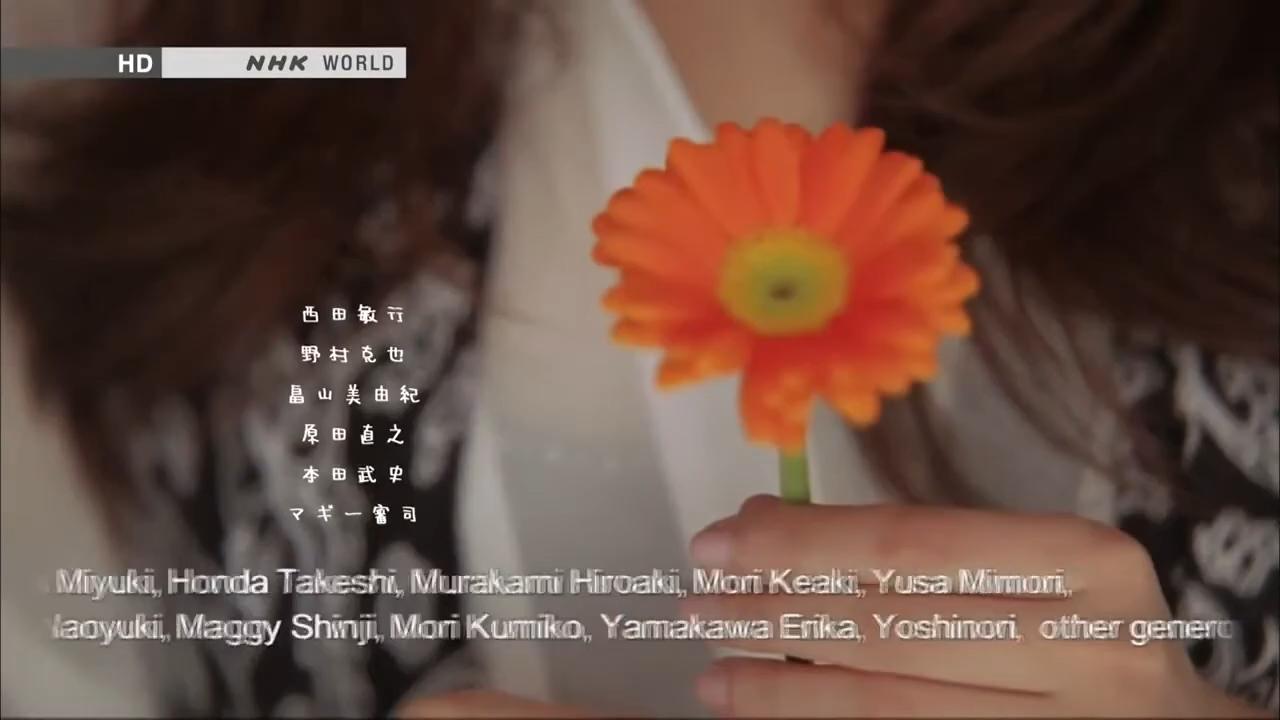 HD NHK WORLD
西田敏行
野村克也
畠山美由紀
原田直之
本田武史
マギー審司
Miyuki, Honda Takeshi, Murakami Hiroaki, Mori Keaki, Yusa Mimori,
Naoyuki, Maggy Shinji, Mori Kumiko, Yamakawa Erika, Yoshinori, other genero